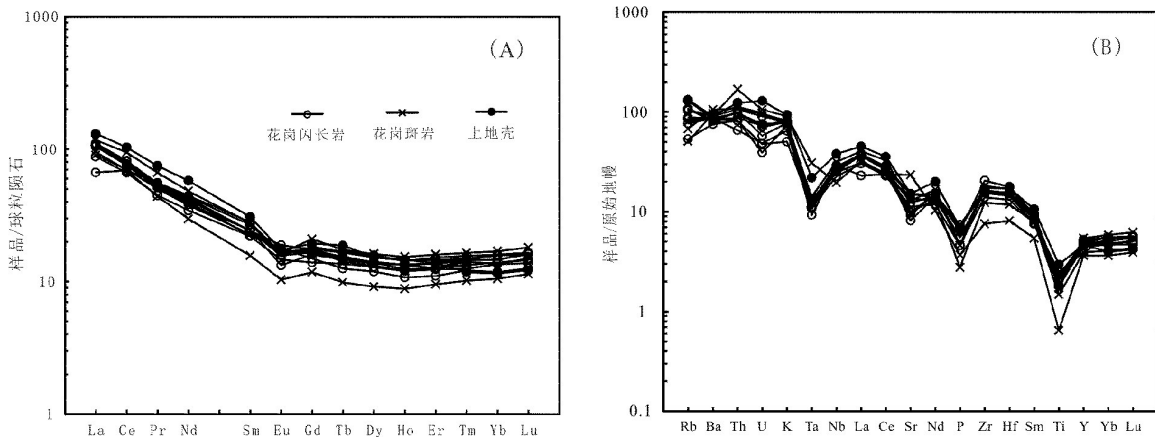 1000
(A)
花岗闪长岩 花岗斑岩 上地壳
100
样品/球粒陨石
10
1
La Ce Pr Nd Sm Eu Gd Tb Dy Ho Er Tm Yb Lu
1000
(B)
100
样品/原始地幔
10
1
0.1
Rb Ba Th U K Ta Nb La Ce Sr Nd P Zr Hf Sm Ti Y Yb Lu